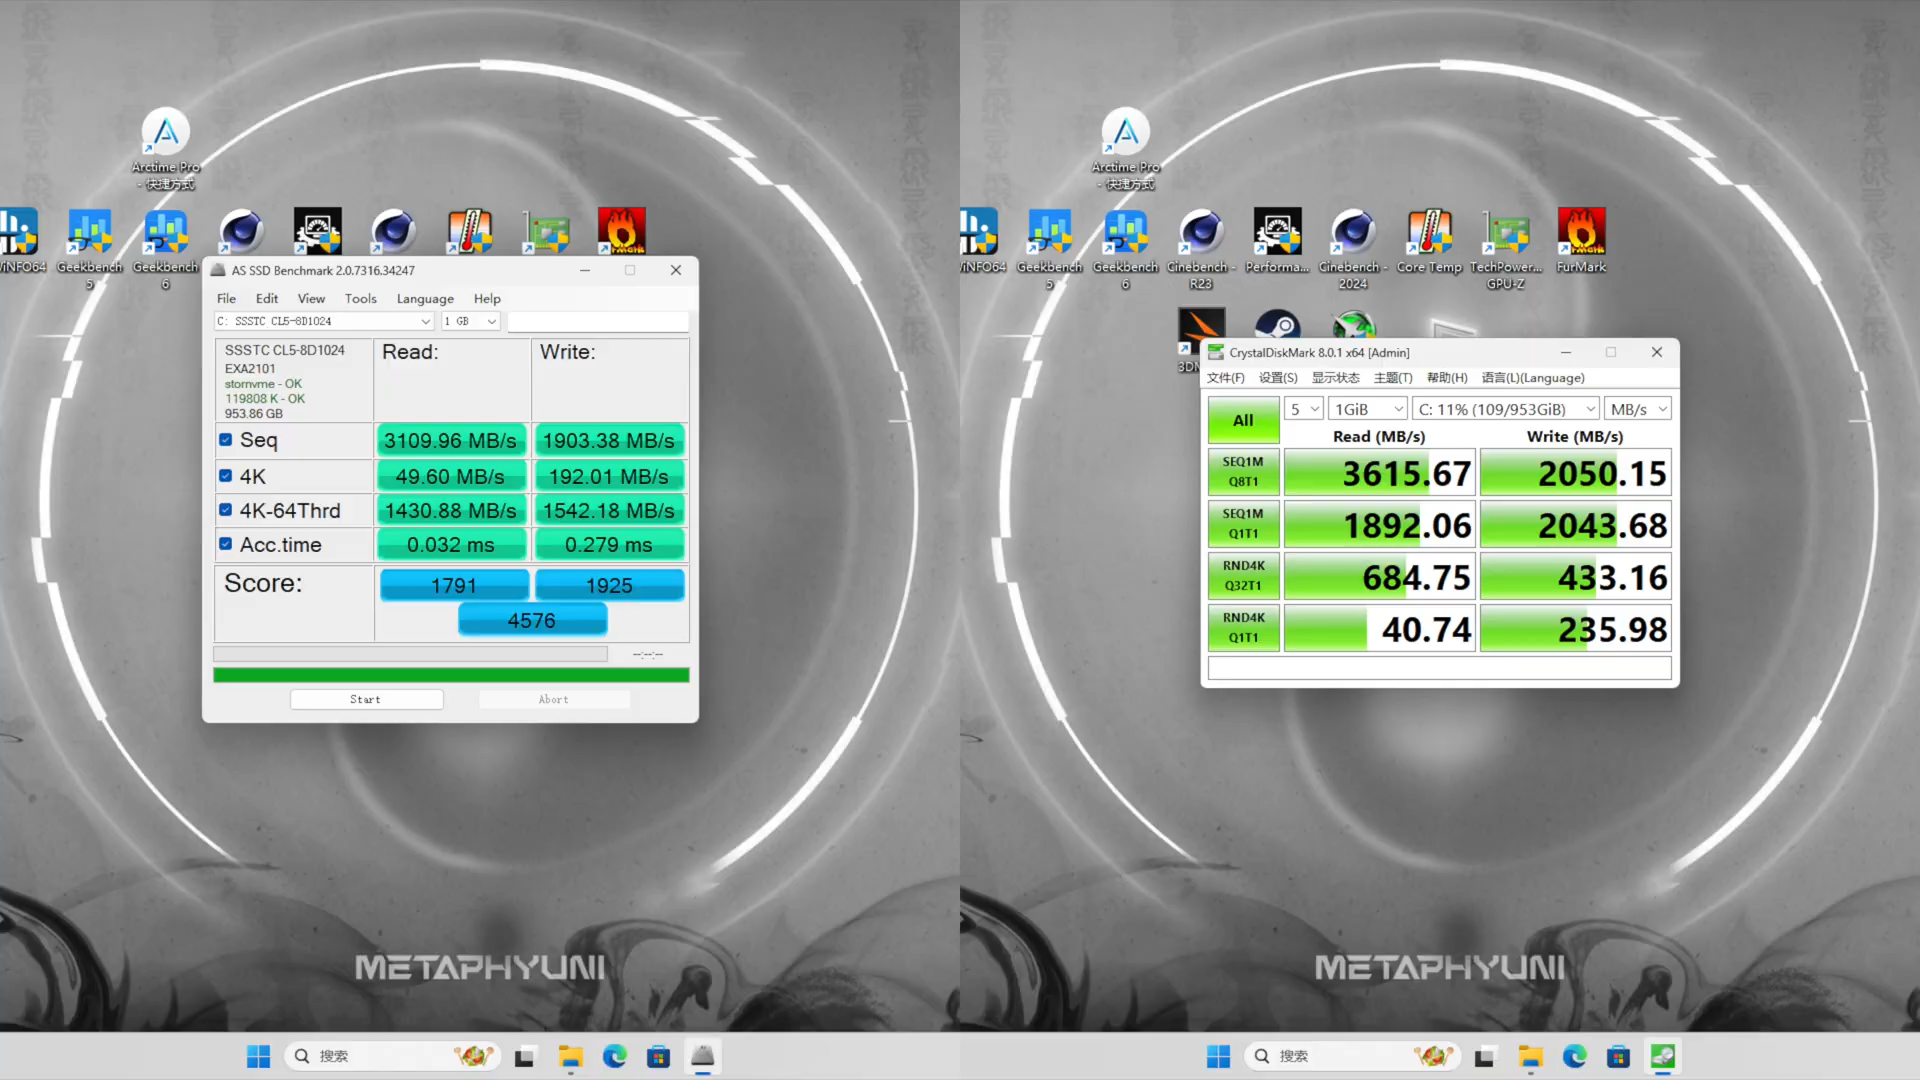 Arctime Pro
- 快捷方式
Geekbench
5
Geekbench
6
AS SSD Benchmark 2.0.7316.34247
File Edit View Tools Language Help
C: SSSTC CL5-8D1024 1 GB
SSSTC CL5-8D1024
EXA2101
stornvme - OK
119808 K - OK
953.86 GB
Read: Write:
Seq 3109.96 MB/s 1903.38 MB/s
4K 49.60 MB/s 192.01 MB/s
4K-64Thrd 1430.88 MB/s 1542.18 MB/s
Acc.time 0.032 ms 0.279 ms
Score: 1791 1925
4576
--:--:--
Start Abort
METAPHYUNI
搜索
Arctime Pro
- 快捷方式
Geekbench
5
Geekbench
6
Cinebench -
R23
Performa...
Cinebench -
2024
Core Temp
TechPower...
GPU-Z
FurMark
CrystalDiskMark 8.0.1 x64 [Admin]
文件(F) 设置(S) 显示状态 主题(T) 帮助(H) 语言(L)(Language)
All 5 1GiB C: 11% (109/953GiB) MB/s
Read (MB/s) Write (MB/s)
SEQ1M
Q8T1
3615.67 2050.15
SEQ1M
Q1T1
1892.06 2043.68
RND4K
Q32T1
684.75 433.16
RND4K
Q1T1
40.74 235.98
METAPHYUNI
搜索